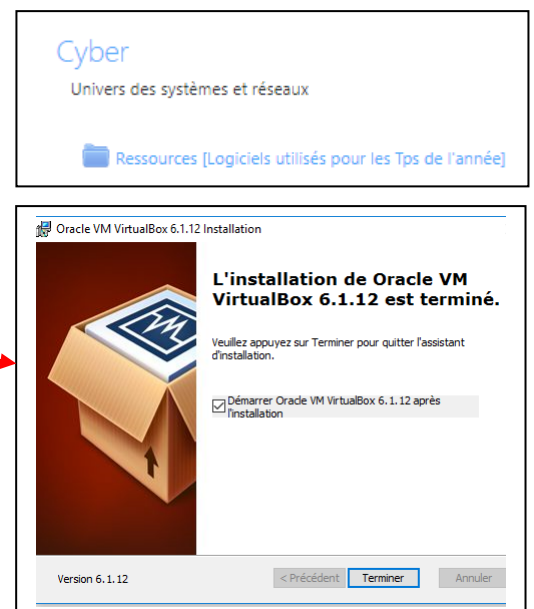 Cyber
Univers des systèmes et réseaux
Ressources [Logiciels utilisés pour les Tps de l'année]
Oracle VM VirtualBox 6.1.12 Installation
L'installation de Oracle VM
VirtualBox 6.1.12 est terminé.
Veuillez appuyez sur Terminer pour quitter l'assistant
d'installation.
Démarrer Oracle VM VirtualBox 6.1.12 après
l'installation
Version 6.1.12
< Précédent
Terminer
Annuler